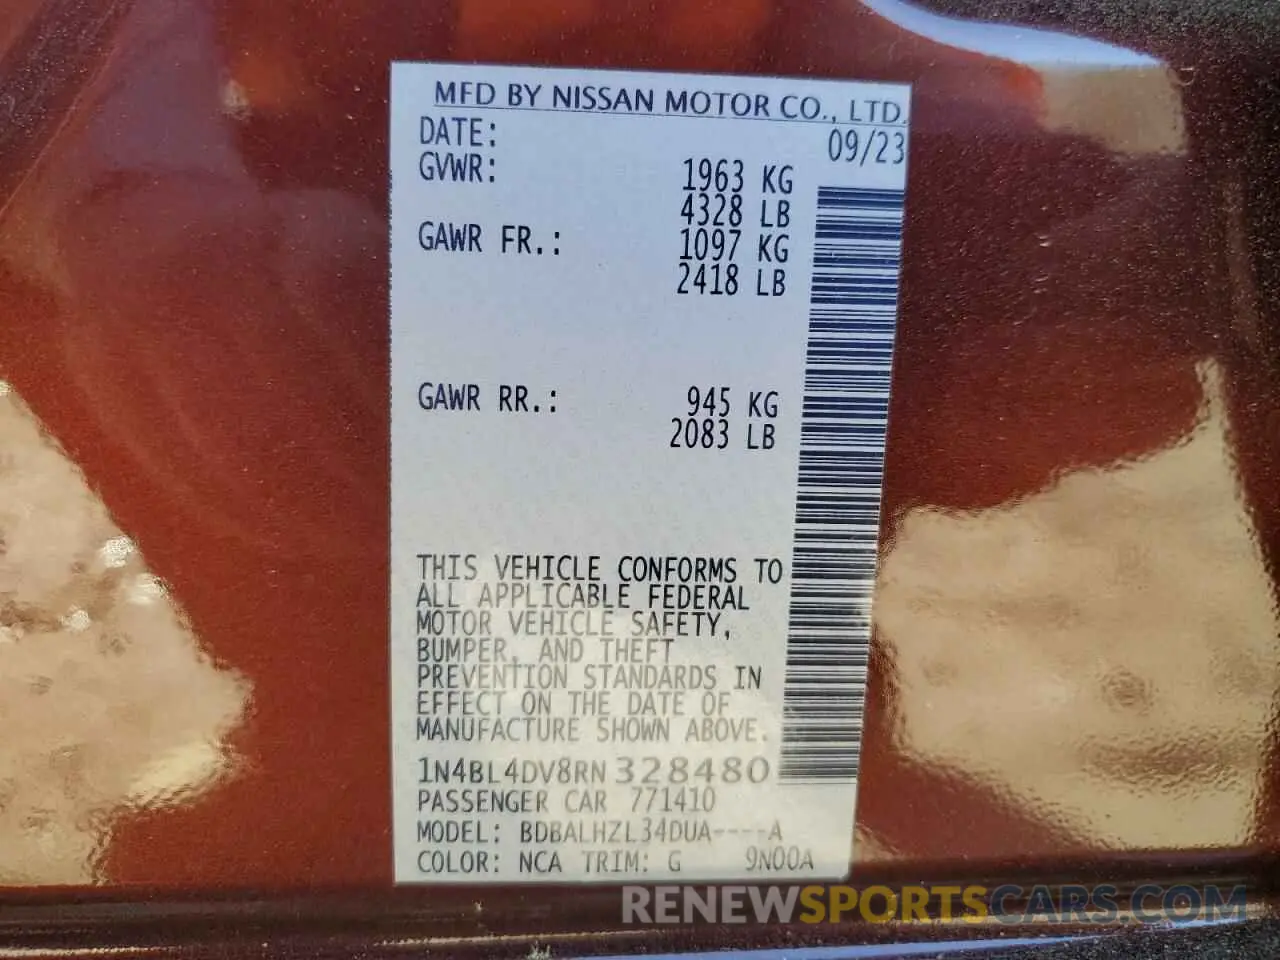 MFD BY NISSAN MOTOR CO., LTD.
DATE: 09/23
GVWR: 1963 KG
4328 LB
GAWR FR.: 1097 KG
2418 LB
GAWR RR.: 945 KG
2083 LB
THIS VEHICLE CONFORMS TO
ALL APPLICABLE FEDERAL
MOTOR VEHICLE SAFETY,
BUMPER, AND THEFT
PREVENTION STANDARDS IN
EFFECT ON THE DATE OF
MANUFACTURE SHOWN ABOVE.
1N4BL4DV8RN328480
PASSENGER CAR 771410
MODEL: BDBALHZL34DUA----A
COLOR: NCA TRIM: G 9N00A
RENEWSPORTSCARS.COM